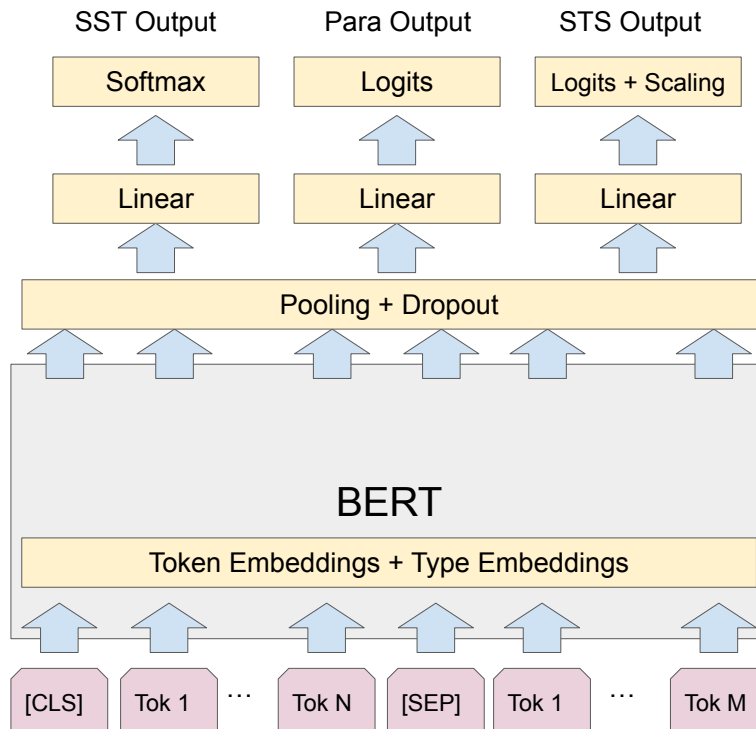 SST Output Para Output STS Output
Softmax Logits Logits + Scaling
Linear Linear Linear
Pooling + Dropout
BERT
Token Embeddings + Type Embeddings
[CLS] Tok 1 ... Tok N [SEP] Tok 1 ... Tok M